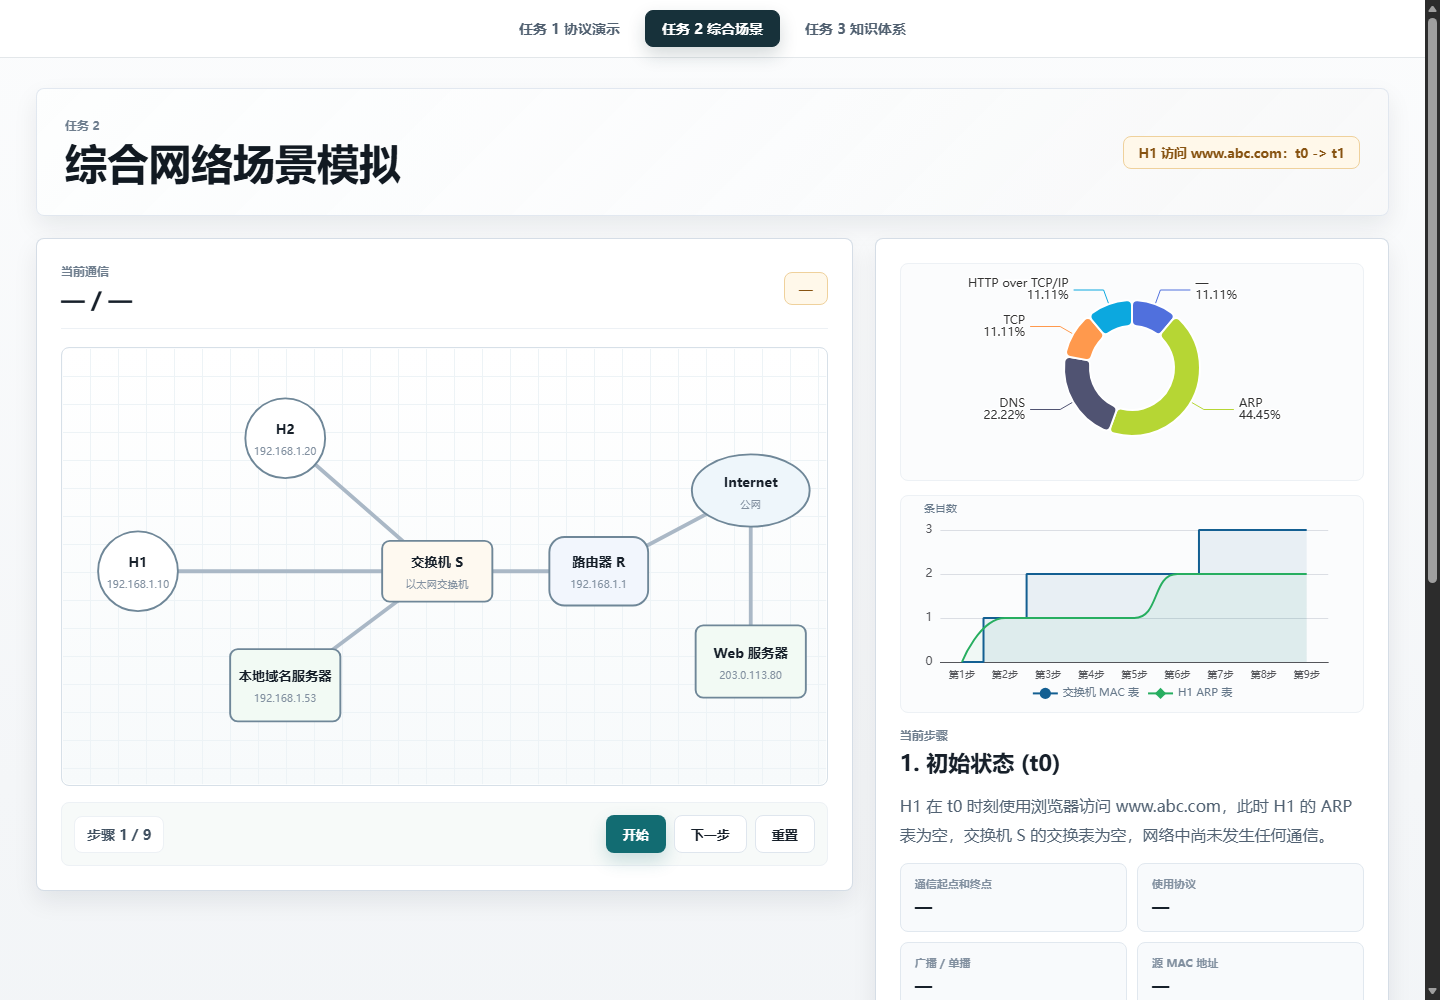 任务 1 协议演示
任务 2 综合场景
任务 3 知识体系
任务 2
综合网络场景模拟
H1 访问 www.abc.com：t0 -> t1
当前通信
— / —
—
H2
192.168.1.20
H1
192.168.1.10
交换机 S
以太网交换机
路由器 R
192.168.1.1
Internet
公网
本地域名服务器
192.168.1.53
Web 服务器
203.0.113.80
步骤 1 / 9
开始
下一步
重置
HTTP over TCP/IP
11.11%
—
11.11%
TCP
11.11%
DNS
22.22%
ARP
44.45%
条目数
3
2
1
0
第1步
第2步
第3步
第4步
第5步
第6步
第7步
第8步
第9步
交换机 MAC 表
H1 ARP 表
当前步骤
1. 初始状态 (t0)
H1 在 t0 时刻使用浏览器访问 www.abc.com，此时 H1 的 ARP
表为空，交换机 S 的交换表为空，网络中尚未发生任何通信。
通信起点和终点
—
使用协议
—
广播 / 单播
—
源 MAC 地址
—